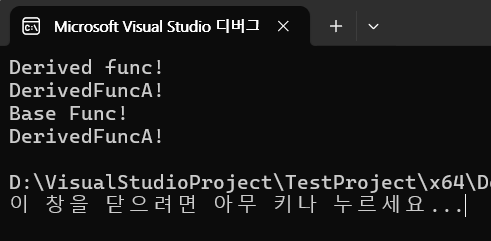 Microsoft Visual Studio 디버그
Derived func!
DerivedFuncA!
Base Func!
DerivedFuncA!
D:\VisualStudioProject\TestProject\x64\De
이 창을 닫으려면 아무 키나 누르세요...